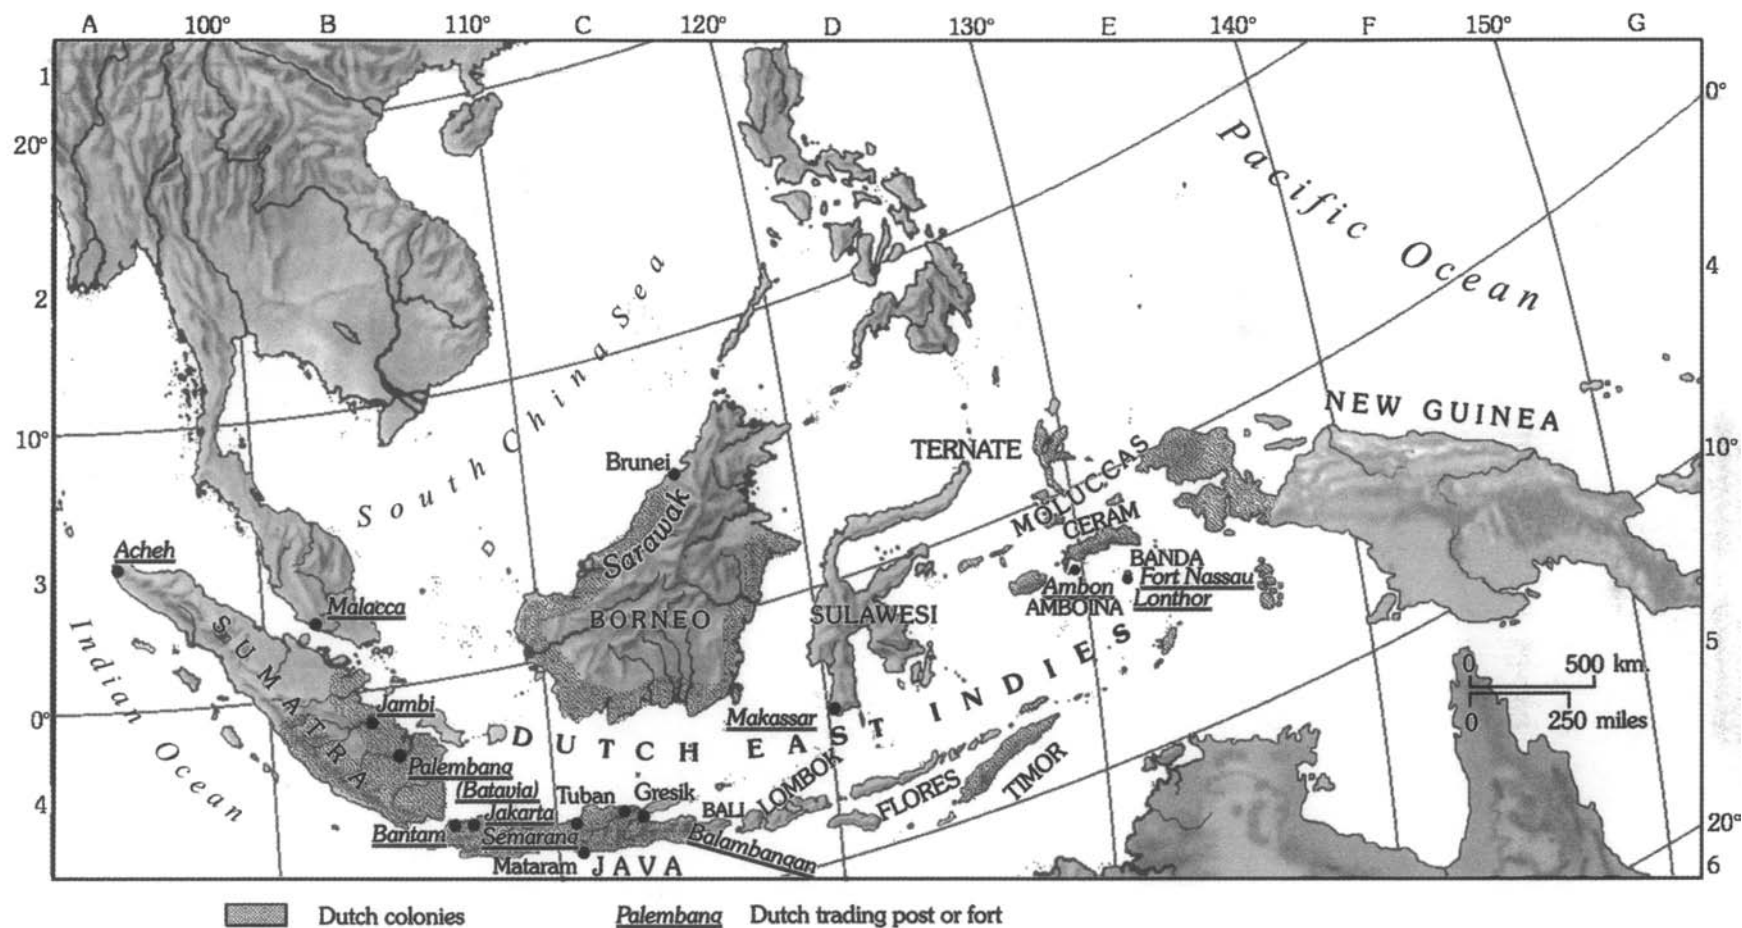 A 100° B 110° C 120° D 130° E 140° F 150° G
1
0°
20°
Pacific Ocean
4
2
South China Sea
NEW GUINEA
10°
10°
TERNATE
Brunei
MOLUCCAS
Sarawak
CERAM
Acheh
BANDA
3
Ambon
Fort Nassau
Malacca
AMBOINA
Lonthor
BORNEO
SULAWESI
Indian Ocean
SUMATRA
5
0 500 km.
0 250 miles
Jambi
0°
Makassar
DUTCH EAST INDIES
Palembang
(Batavia)
Tuban
Gresik
LOMBOK
FLORES
TIMOR
4
Jakarta
BALI
Bantam
Semarang
Balambangan
20°
Mataram
JAVA
6
Dutch colonies
Palembang
Dutch trading post or fort